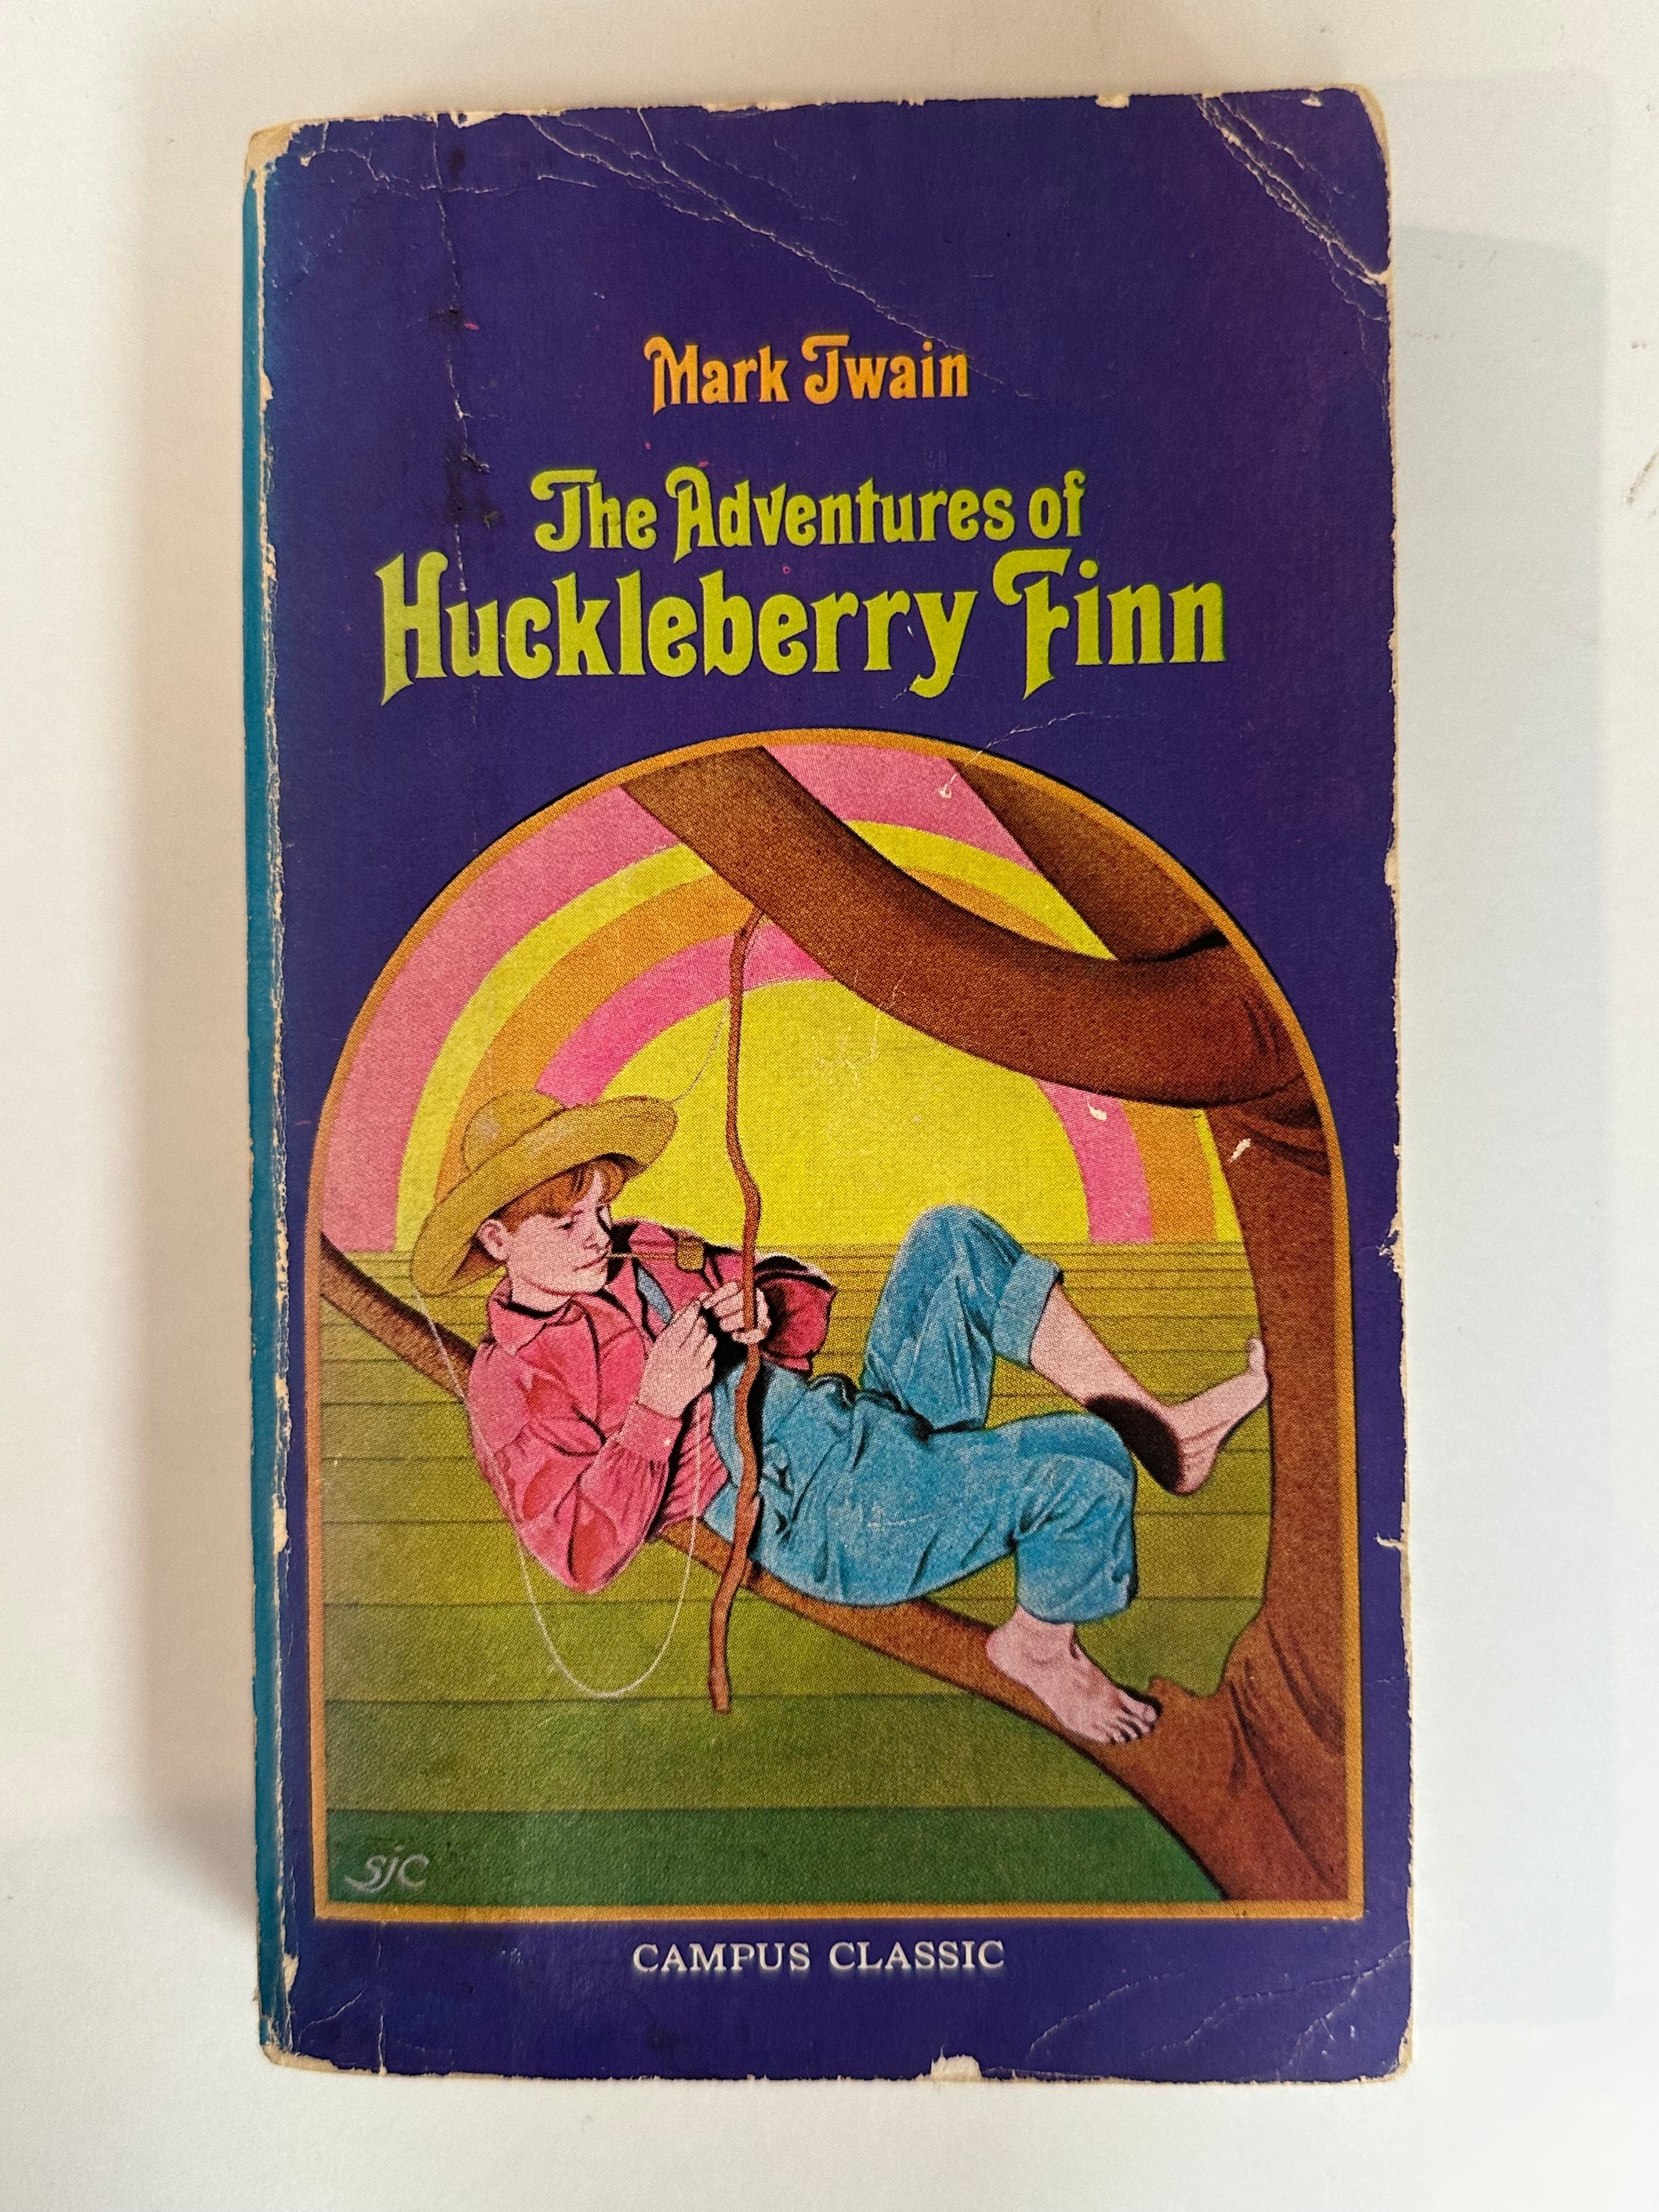 Mark Twain
The Adventures of
Huckleberry Finn
SJC
CAMPUS CLASSIC